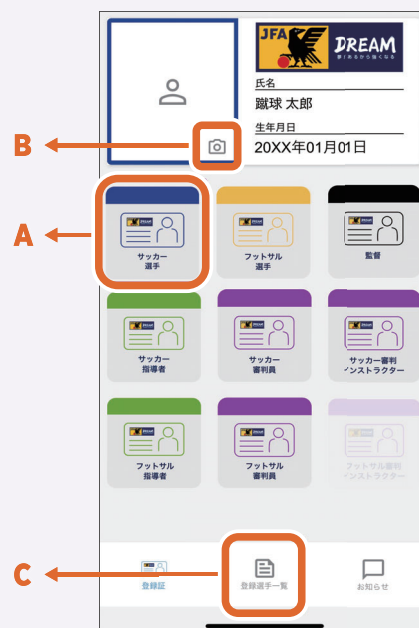 JFA
DREAM
夢があるから強くなる
氏名
蹴球 太郎
生年月日
20XX年01月01日
B
A
C
サッカー
選手
フットサル
選手
監督
サッカー
指導者
サッカー
審判員
サッカー審判
インストラクター
フットサル
指導者
フットサル
審判員
フットサル審判
インストラクター
登録証
登録選手一覧
お知らせ